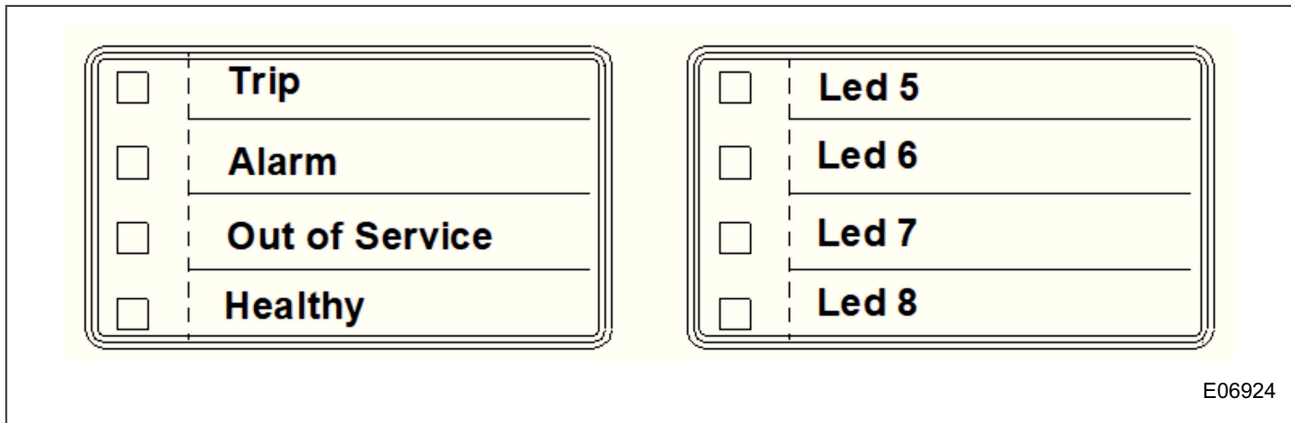 Trip
Alarm
Out of Service
Healthy
Led 5
Led 6
Led 7
Led 8
E06924